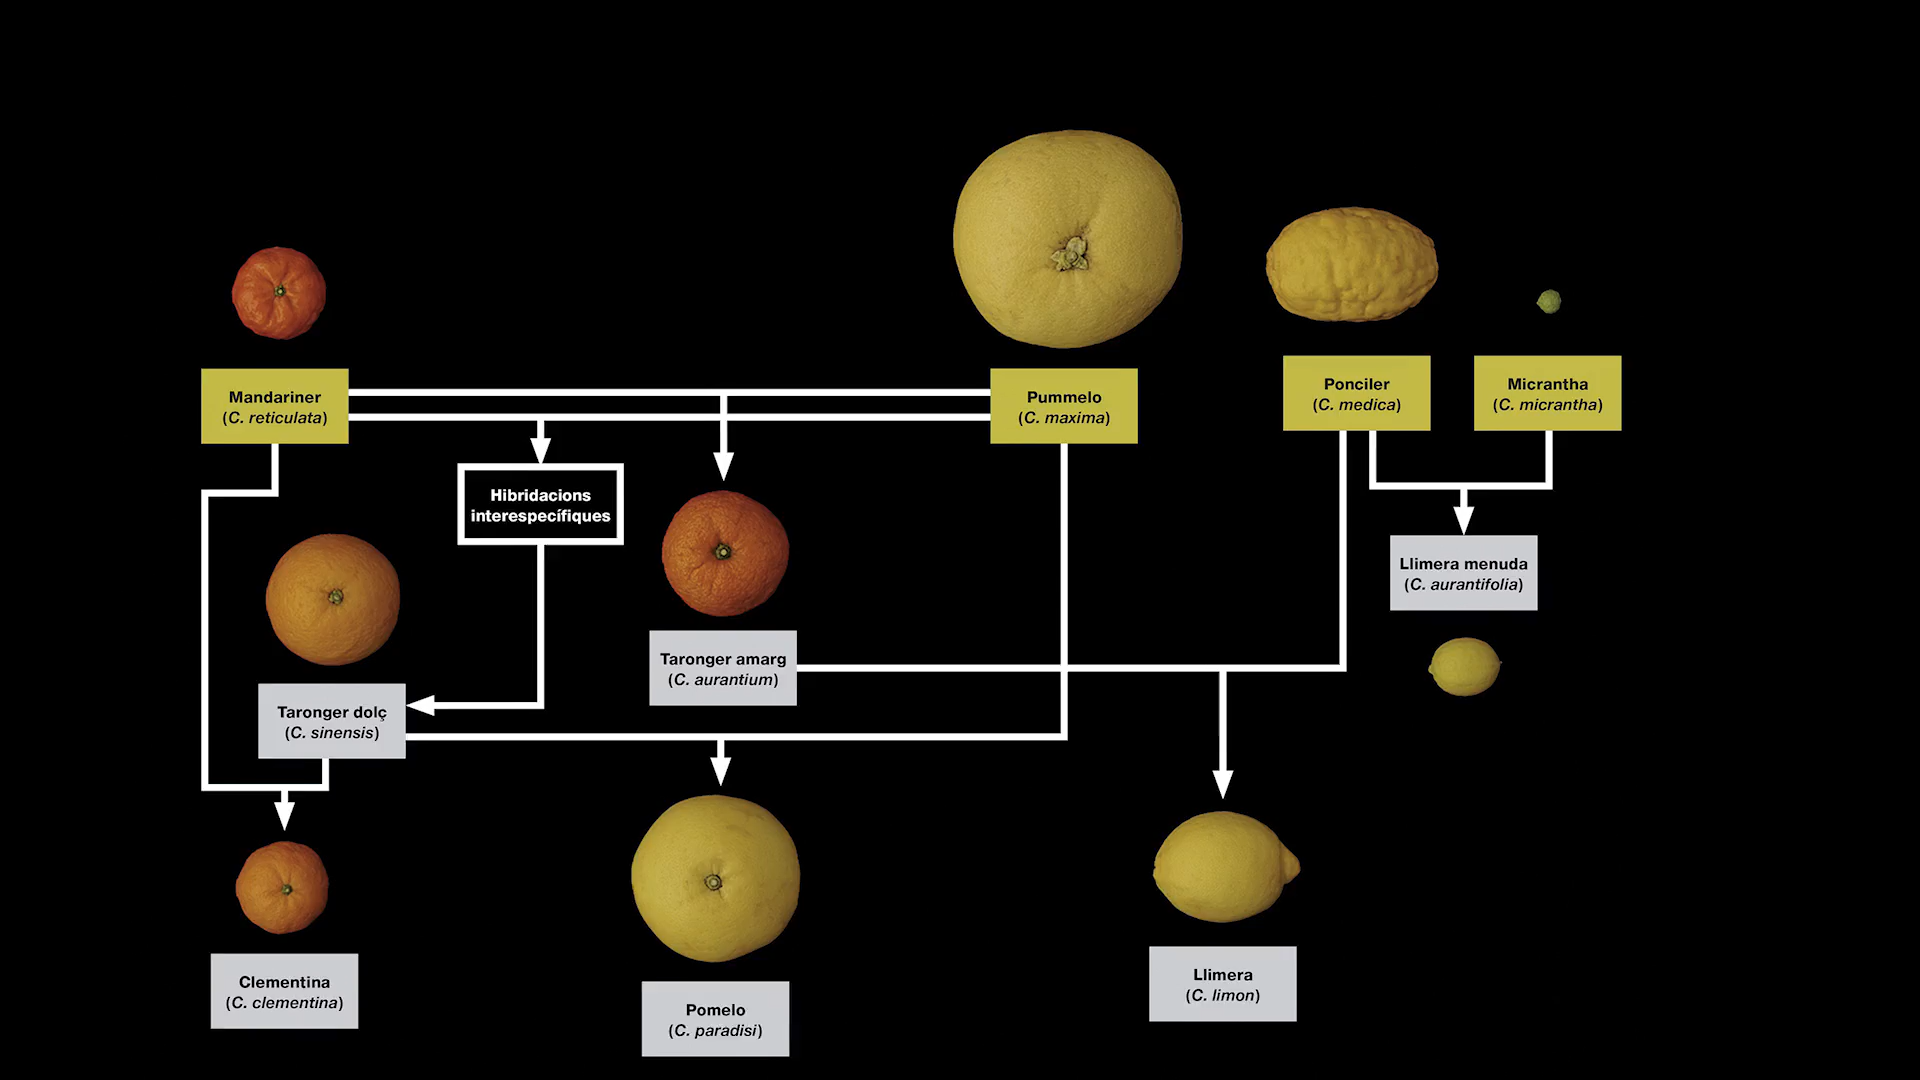 Mandariner
(C. reticulata)
Pummelo
(C. maxima)
Ponciler
(C. medica)
Micrantha
(C. micrantha)
Hibridacions
interespecífiques
Llimera menuda
(C. aurantifolia)
Taronger amarg
(C. aurantium)
Taronger dolç
(C. sinensis)
Clementina
(C. clementina)
Pomelo
(C. paradisi)
Llimera
(C. limon)